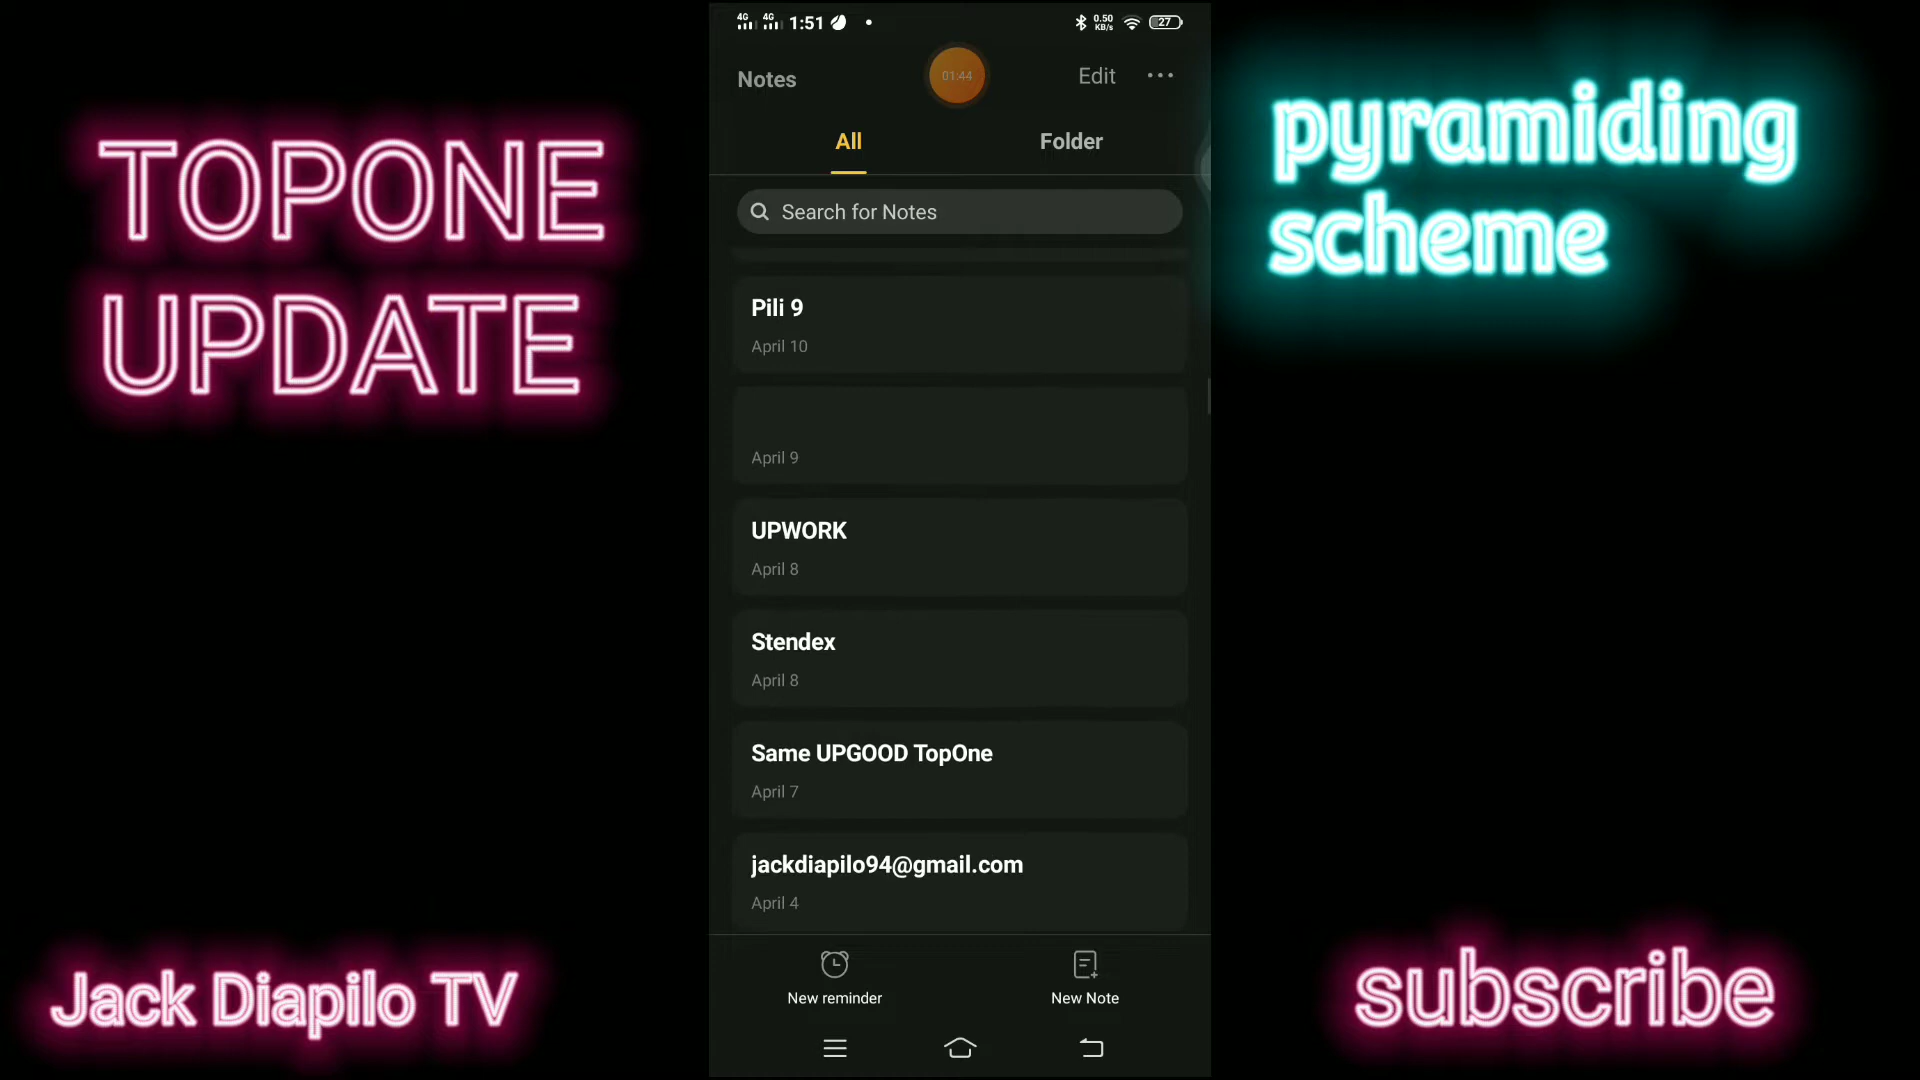 TOPONE
UPDATE
Jack Diapilo TV
4G 4G 1:51
0.50 KB/s
27
Notes
01:44
Edit
All
Folder
Search for Notes
Pili 9
April 10
April 9
UPWORK
April 8
Stendex
April 8
Same UPGOOD TopOne
April 7
jackdiapilo94@gmail.com
April 4
New reminder
New Note
pyramiding
scheme
subscribe